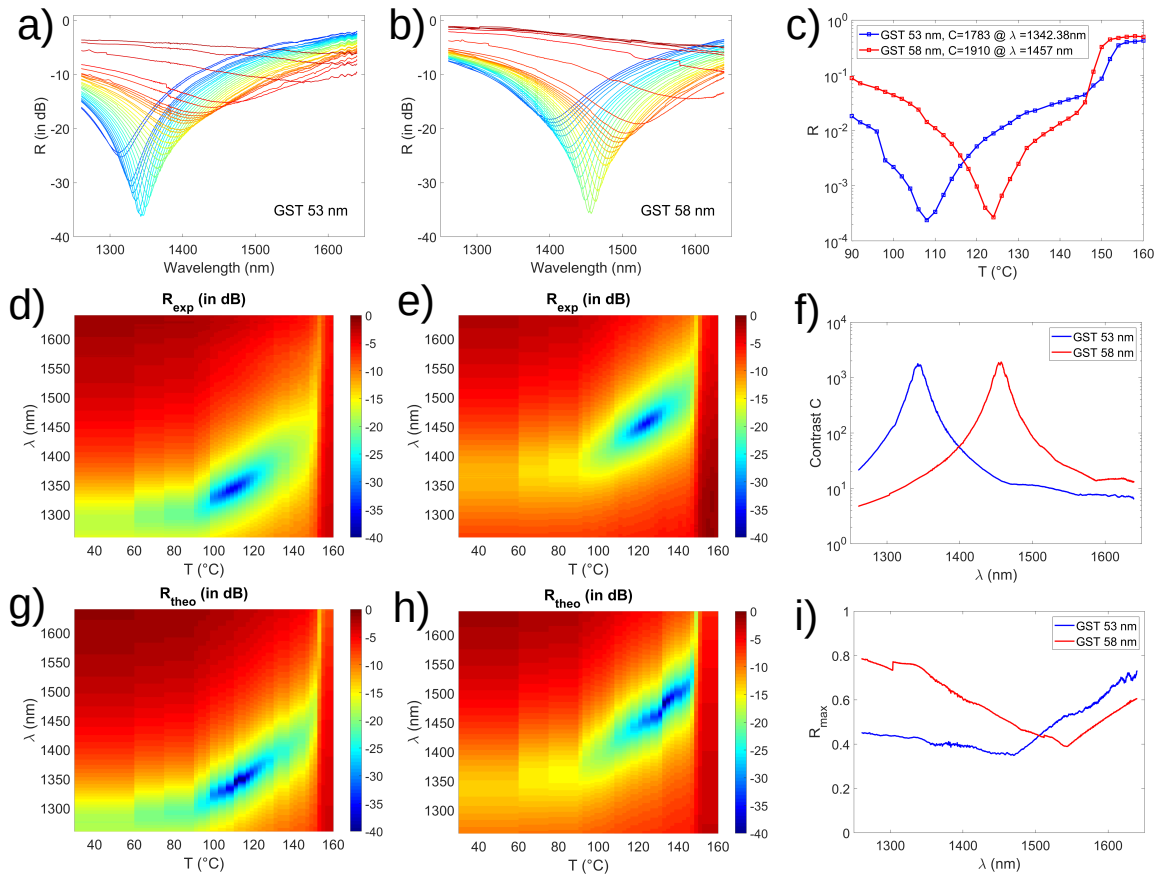 a)
0
-10
-20
-30
-40
R (in dB)
1300
1400
1500
1600
Wavelength (nm)
GST 53 nm
b)
0
-10
-20
-30
-40
R (in dB)
1300
1400
1500
1600
Wavelength (nm)
GST 58 nm
c)
GST 53 nm, C=1783 @ λ =1342.38nm
GST 58 nm, C=1910 @ λ =1457 nm
10^0
10^-1
10^-2
10^-3
10^-4
R
90 100 110 120 130 140 150 160
T (°C)
d)
R_exp (in dB)
1600
1550
1500
1450
1400
1350
1300
λ (nm)
40 60 80 100 120 140 160
T (°C)
0
-5
-10
-15
-20
-25
-30
-35
-40
e)
R_exp (in dB)
1600
1550
1500
1450
1400
1350
1300
λ (nm)
40 60 80 100 120 140 160
T (°C)
0
-5
-10
-15
-20
-25
-30
-35
-40
f)
GST 53 nm
GST 58 nm
10^4
10^3
10^2
10^1
10^0
Contrast C
1300 1400 1500 1600
λ (nm)
g)
R_theo (in dB)
1600
1550
1500
1450
1400
1350
1300
λ (nm)
40 60 80 100 120 140 160
T (°C)
0
-5
-10
-15
-20
-25
-30
-35
-40
h)
R_theo (in dB)
1600
1550
1500
1450
1400
1350
1300
λ (nm)
40 60 80 100 120 140 160
T (°C)
0
-5
-10
-15
-20
-25
-30
-35
-40
i)
GST 53 nm
GST 58 nm
1
0.8
0.6
0.4
0.2
0
R_max
1300 1400 1500 1600
λ (nm)